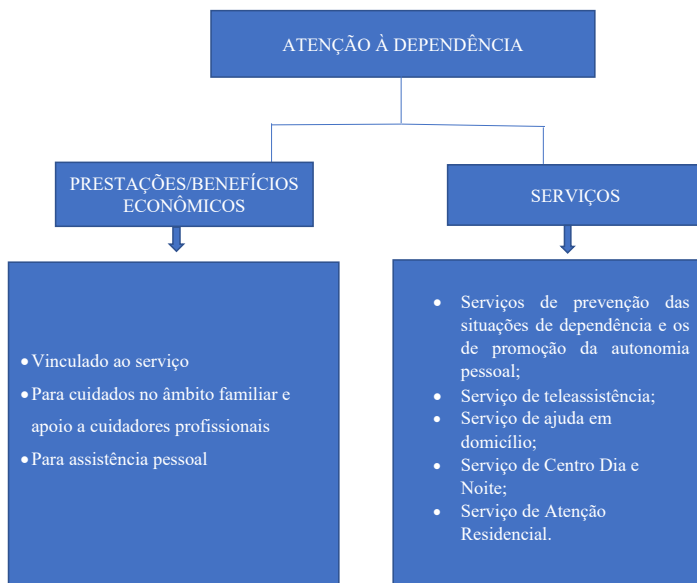 ATENÇÃO À DEPENDÊNCIA
PRESTAÇÕES/BENEFÍCIOS
ECONÔMICOS
SERVIÇOS
• Vinculado ao serviço
• Para cuidados no âmbito familiar e
apoio a cuidadores profissionais
• Para assistência pessoal
• Serviços de prevenção das
situações de dependência e os
de promoção da autonomia
pessoal;
• Serviço de teleassistência;
• Serviço de ajuda em
domicílio;
• Serviço de Centro Dia e
Noite;
• Serviço de Atenção
Residencial.